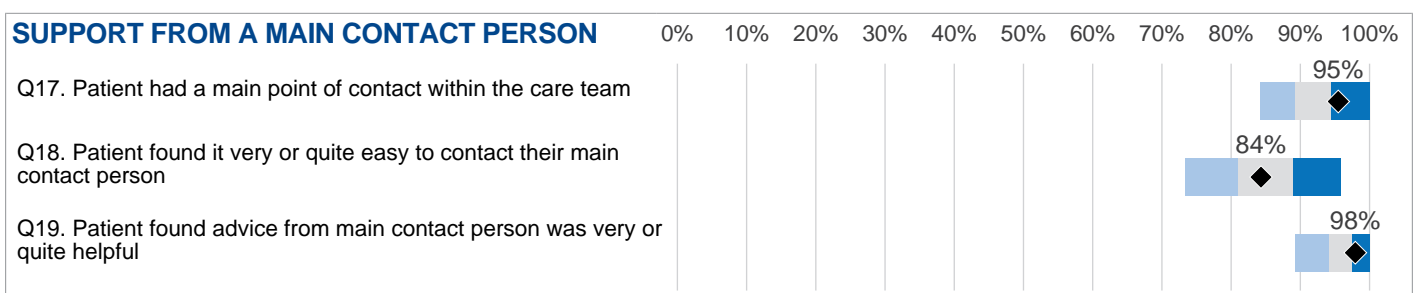 SUPPORT FROM A MAIN CONTACT PERSON 0% 10% 20% 30% 40% 50% 60% 70% 80% 90% 100%
Q17. Patient had a main point of contact within the care team 95%
Q18. Patient found it very or quite easy to contact their main 84%
contact person
Q19. Patient found advice from main contact person was very or 98%
quite helpful